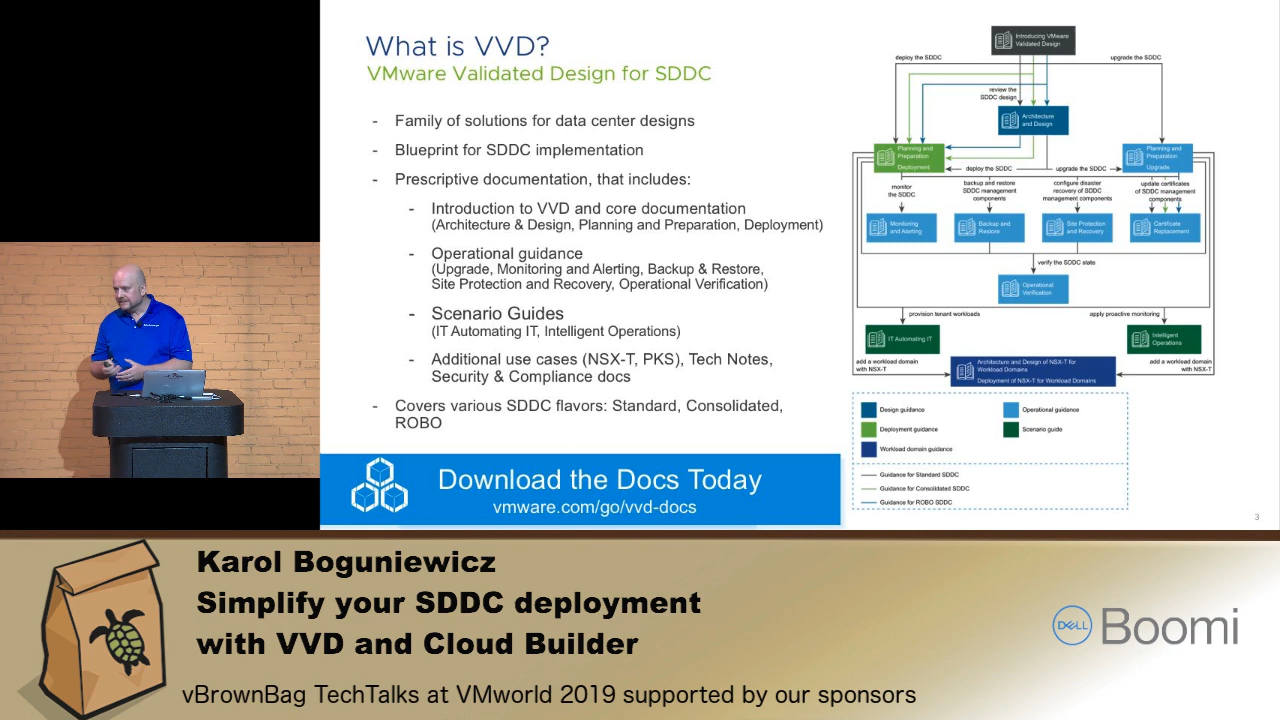 What is VVD?
VMware Validated Design for SDDC
- Family of solutions for data center designs
- Blueprint for SDDC implementation
- Prescriptive documentation, that includes:
- Introduction to VVD and core documentation
(Architecture & Design, Planning and Preparation, Deployment)
- Operational guidance
(Upgrade, Monitoring and Alerting, Backup & Restore,
Site Protection and Recovery, Operational Verification)
- Scenario Guides
(IT Automating IT, Intelligent Operations)
- Additional use cases (NSX-T, PKS), Tech Notes,
Security & Compliance docs
- Covers various SDDC flavors: Standard, Consolidated,
ROBO
Download the Docs Today
vmware.com/go/vvd-docs
Introducing VMware
Validated Design
deploy the SDDC
upgrade the SDDC
review the
SDDC design
Architecture
and Design
Planning and
Preparation
Deployment
Planning and
Preparation
Upgrade
deploy the SDDC
upgrade the SDDC
monitor
the SDDC
backup and restore
SDDC management
components
configure disaster
recovery of SDDC
management components
update certificates
of SDDC management
components
Monitoring
and Alerting
Backup and
Restore
Site Protection
and Recovery
Certificate
Replacement
verify the SDDC state
Operational
Verification
provision tenant workloads
apply proactive monitoring
IT Automating IT
Intelligent
Operations
add a workload domain
with NSX-T
Architecture and Design of NSX-T for
Workload Domains
Deployment of NSX-T for Workload Domains
add a workload domain
with NSX-T
Design guidance
Operational guidance
Deployment guidance
Scenario guide
Workload domain guidance
Guidance for Standard SDDC
Guidance for Consolidated SDDC
Guidance for ROBO SDDC
3
Karol Boguniewicz
Simplify your SDDC deployment
with VVD and Cloud Builder
DELL Boomi
vBrownBag TechTalks at VMworld 2019 supported by our sponsors